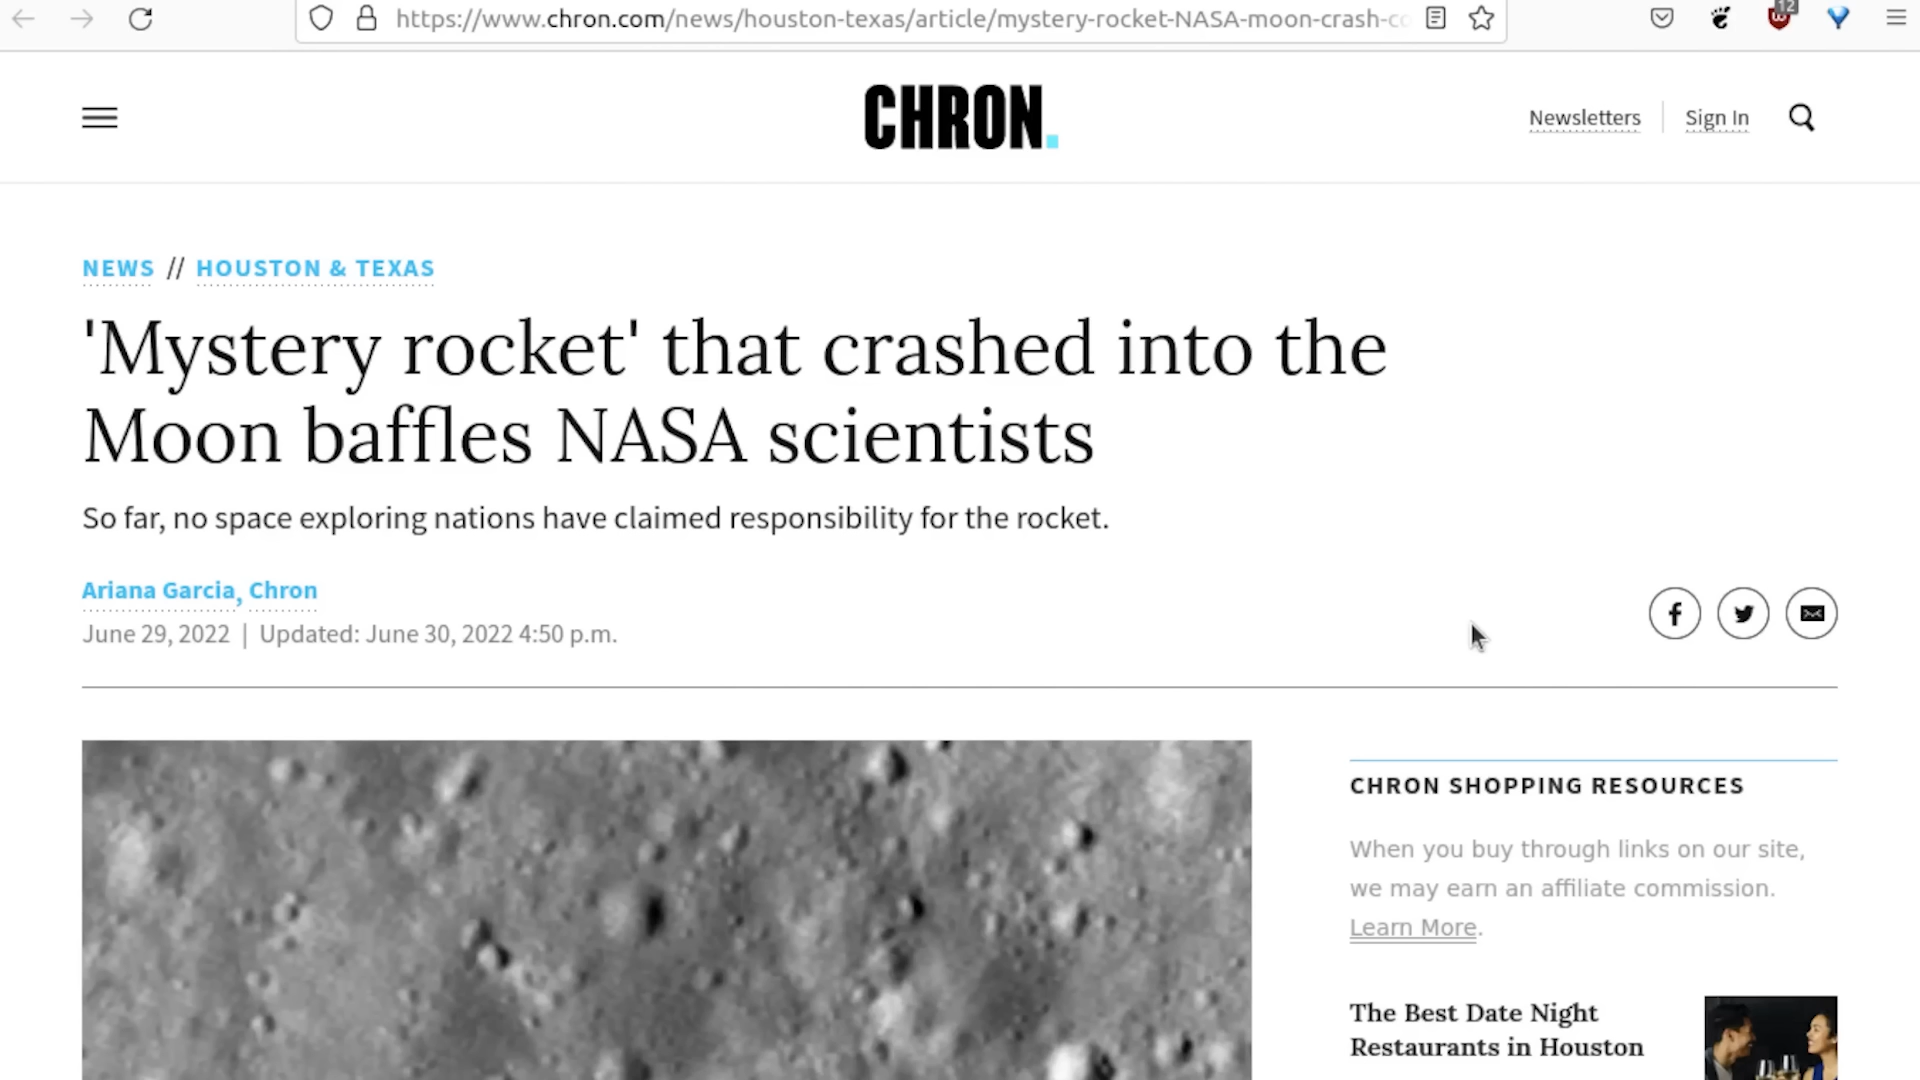 https://www.chron.com/news/houston-texas/article/mystery-rocket-NASA-moon-crash-co
12
CHRON.
Newsletters
Sign In
NEWS // HOUSTON & TEXAS
'Mystery rocket' that crashed into the
Moon baffles NASA scientists
So far, no space exploring nations have claimed responsibility for the rocket.
Ariana Garcia, Chron
June 29, 2022 | Updated: June 30, 2022 4:50 p.m.
CHRON SHOPPING RESOURCES
When you buy through links on our site,
we may earn an affiliate commission.
Learn More.
The Best Date Night
Restaurants in Houston